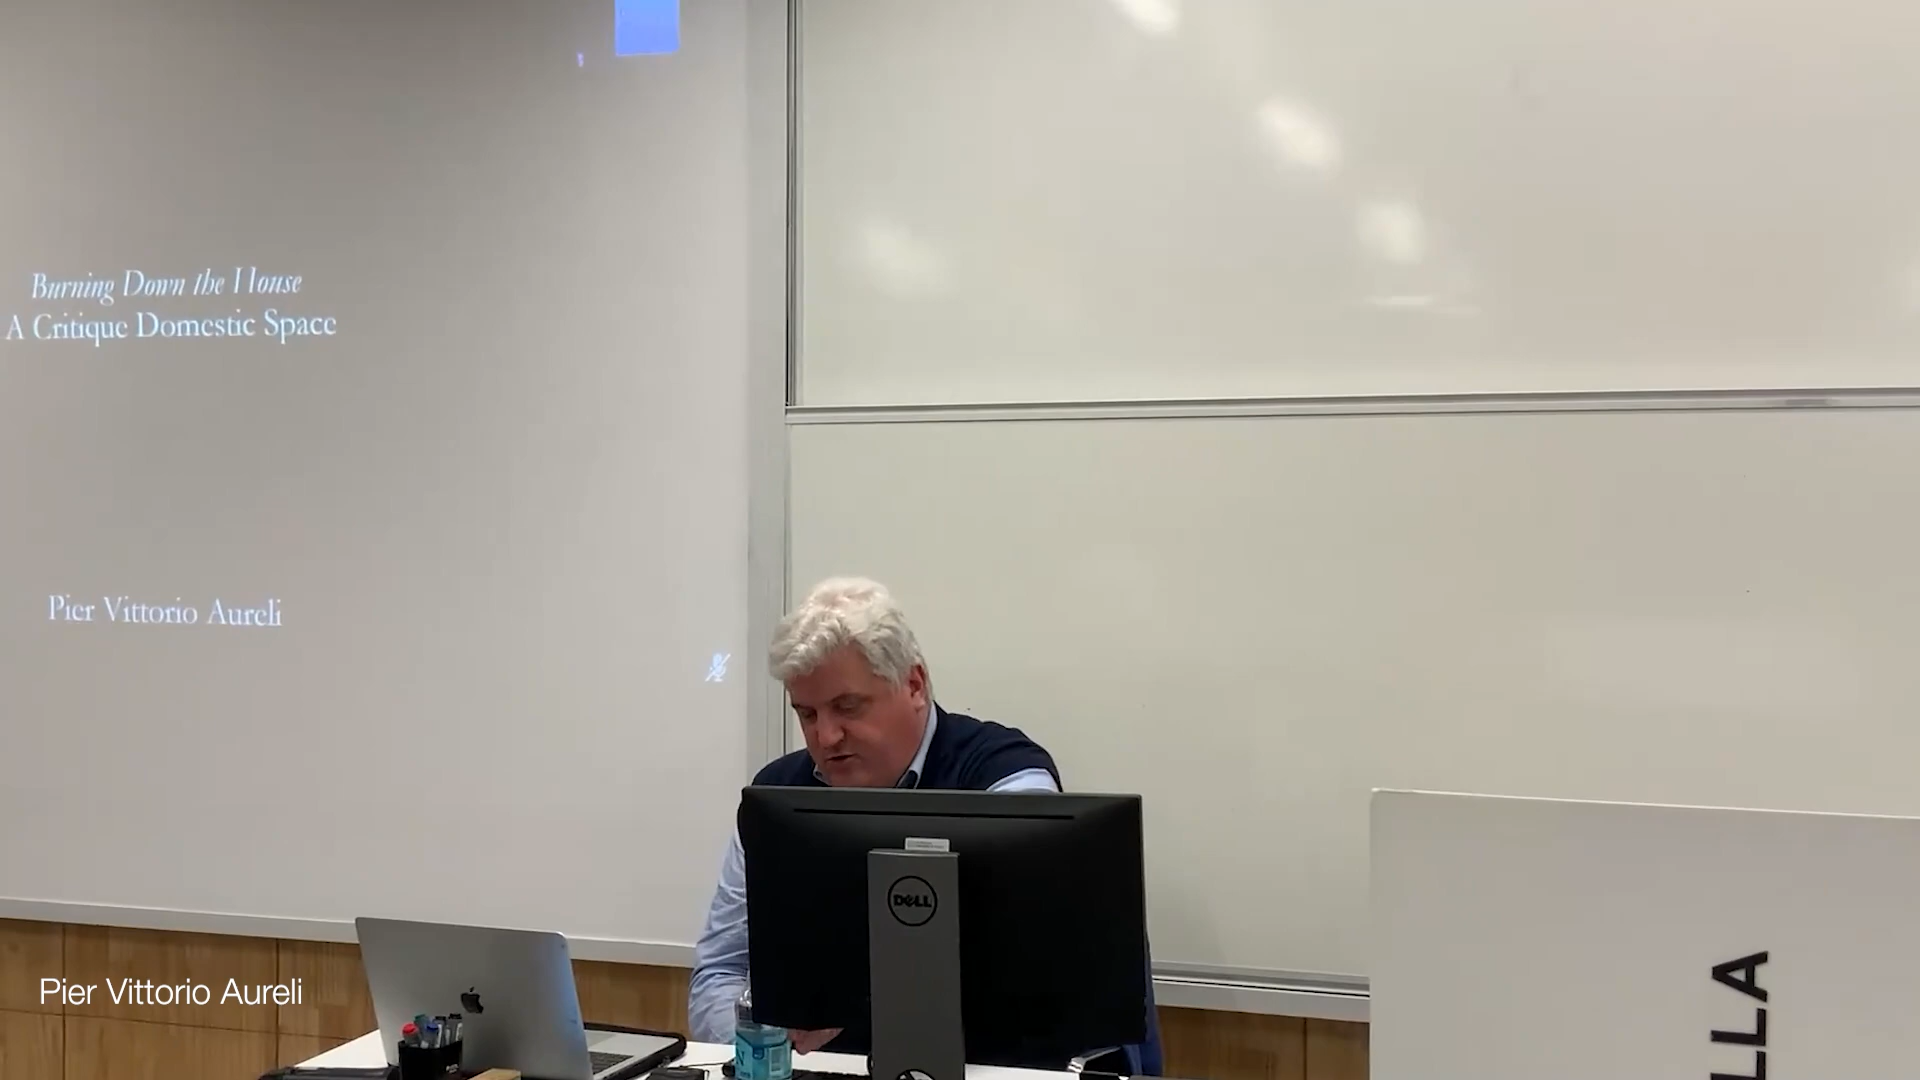 Burning Down the House
A Critique Domestic Space
Pier Vittorio Aureli
DELL
Pier Vittorio Aureli
LLA